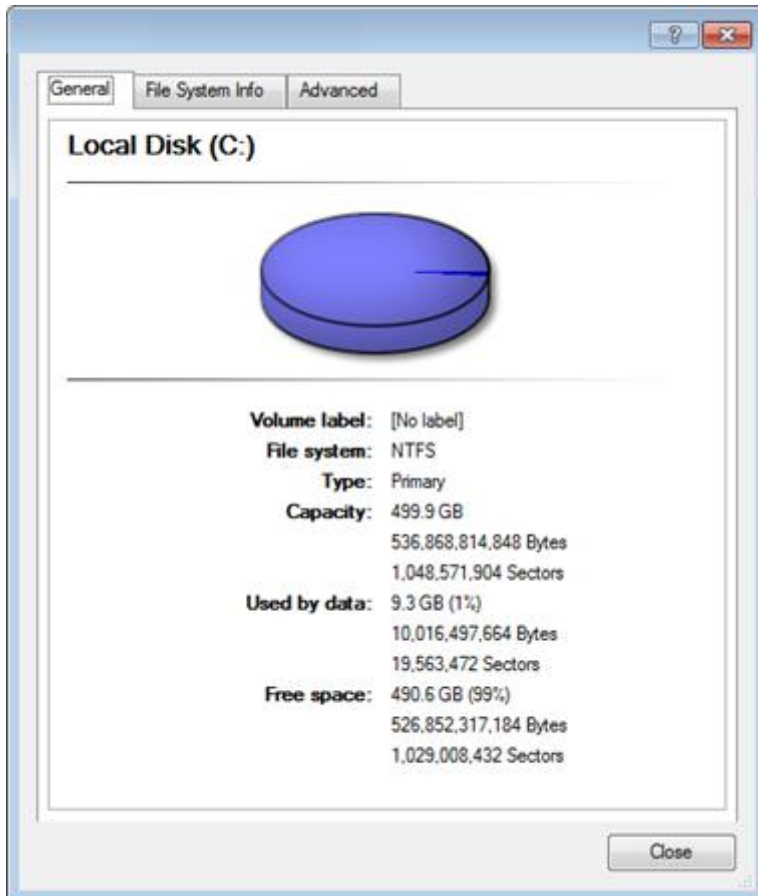 General File System Info Advanced
Local Disk (C:)
Volume label: [No label]
File system: NTFS
Type: Primary
Capacity: 499.9 GB
536,868,814,848 Bytes
1,048,571,904 Sectors
Used by data: 9.3 GB (1%)
10,016,497,664 Bytes
19,563,472 Sectors
Free space: 490.6 GB (99%)
526,852,317,184 Bytes
1,029,008,432 Sectors
Close